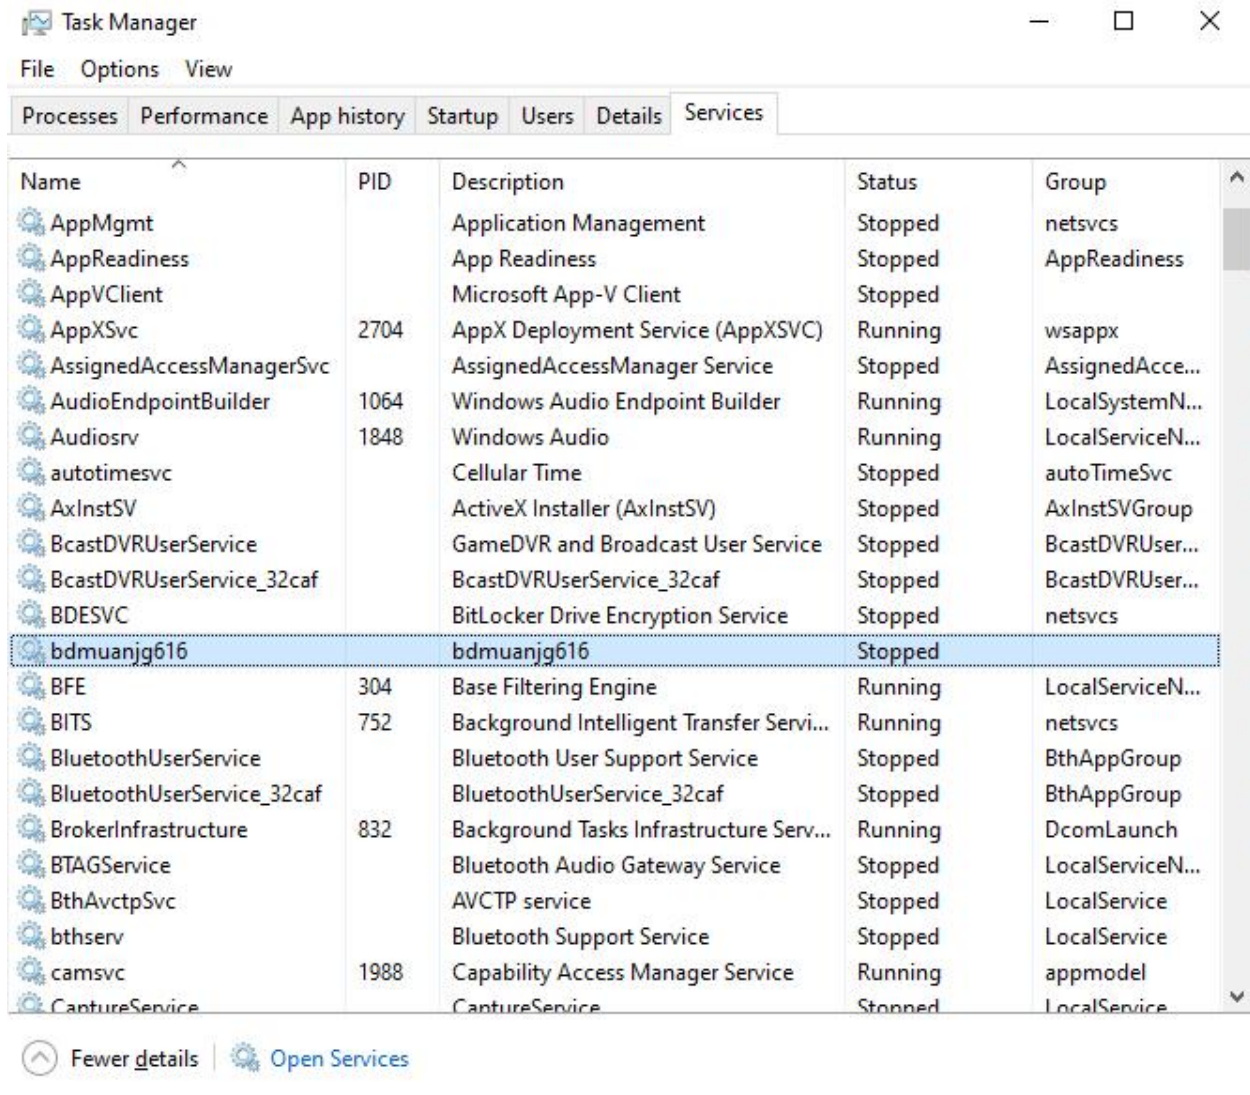 Task Manager
File Options View
Processes Performance App history Startup Users Details Services
Name PID Description Status Group
AppMgmt Application Management Stopped netsvcs
AppReadiness App Readiness Stopped AppReadiness
AppVClient Microsoft App-V Client Stopped
AppXSvc 2704 AppX Deployment Service (AppXSVC) Running wsappx
AssignedAccessManagerSvc AssignedAccessManager Service Stopped AssignedAcce...
AudioEndpointBuilder 1064 Windows Audio Endpoint Builder Running LocalSystemN...
Audiosrv 1848 Windows Audio Running LocalServiceN...
autotimesvc Cellular Time Stopped autoTimeSvc
AxInstSV ActiveX Installer (AxInstSV) Stopped AxInstSVGroup
BcastDVRUserService GameDVR and Broadcast User Service Stopped BcastDVRUser...
BcastDVRUserService_32caf BcastDVRUserService_32caf Stopped BcastDVRUser...
BDESVC BitLocker Drive Encryption Service Stopped netsvcs
bdmuanjg616 bdmuanjg616 Stopped
BFE 304 Base Filtering Engine Running LocalServiceN...
BITS 752 Background Intelligent Transfer Servi... Running netsvcs
BluetoothUserService Bluetooth User Support Service Stopped BthAppGroup
BluetoothUserService_32caf BluetoothUserService_32caf Stopped BthAppGroup
BrokerInfrastructure 832 Background Tasks Infrastructure Serv... Running DcomLaunch
BTAGService Bluetooth Audio Gateway Service Stopped LocalServiceN...
BthAvctpSvc AVCTP service Stopped LocalService
bthserv Bluetooth Support Service Stopped LocalService
camsvc 1988 Capability Access Manager Service Running appmodel
CaptureService CaptureService Stopped LocalService
Fewer details Open Services